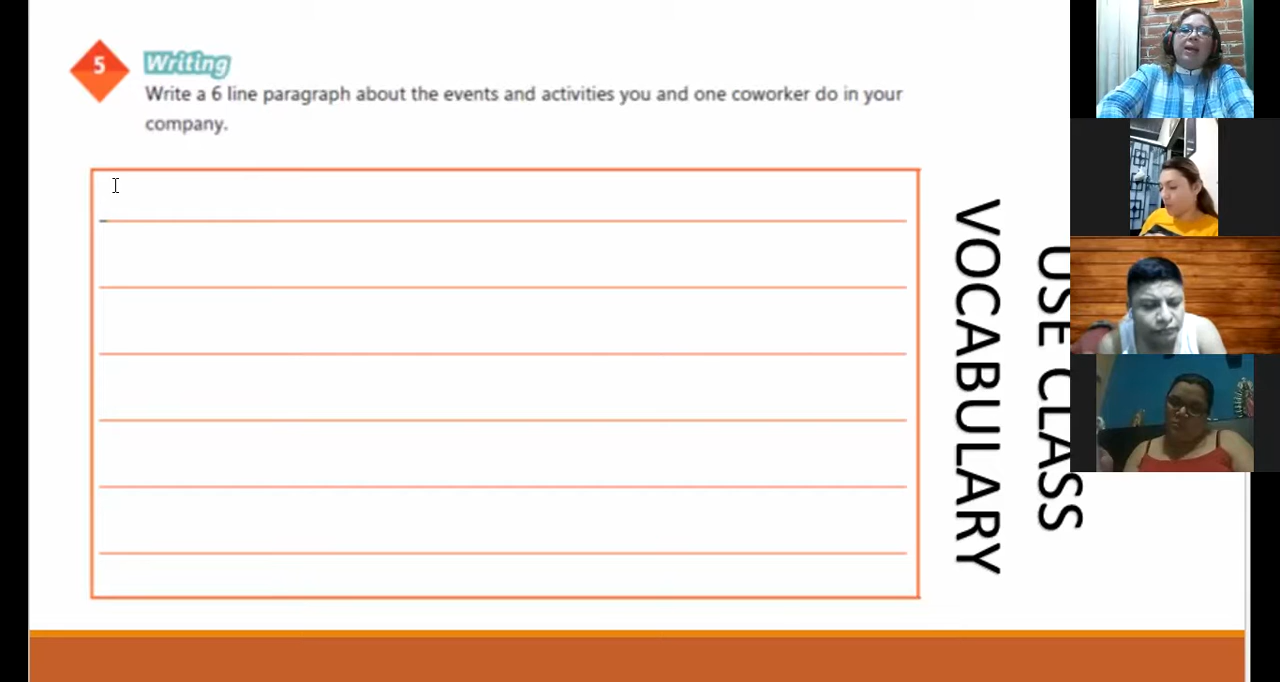 5
Writing
Write a 6 line paragraph about the events and activities you and one coworker do in your
company.
USE CLASS
VOCABULARY